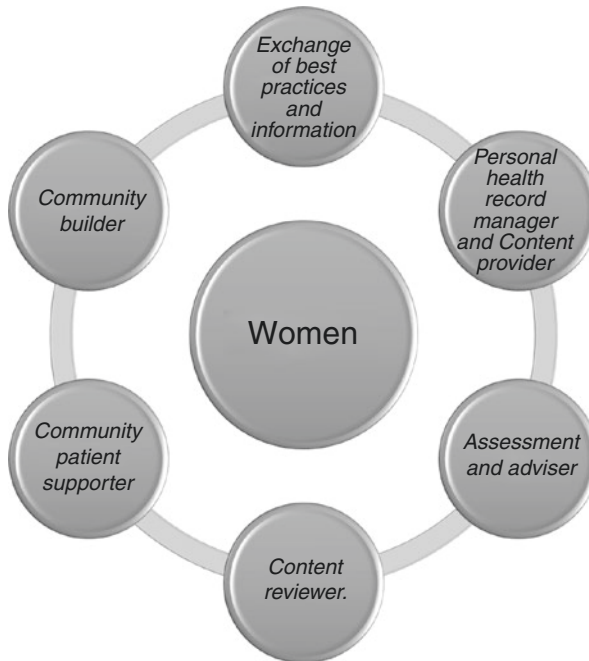 Exchange
of best
practices
and
information
Personal
health
record
manager
and Content
provider
Assessment
and adviser
Content
reviewer.
Community
patient
supporter
Community
builder
Women